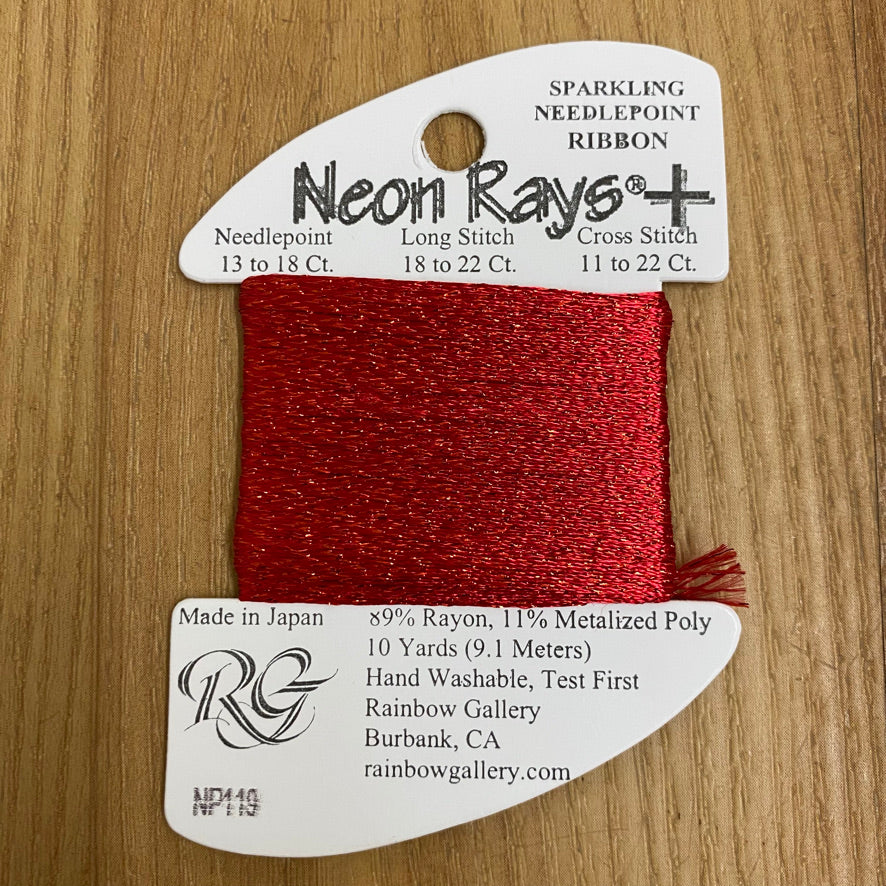 SPARKLING
NEEDLEPOINT
RIBBON
Neon Rays®+
Needlepoint Long Stitch Cross Stitch
13 to 18 Ct. 18 to 22 Ct. 11 to 22 Ct.
Made in Japan 89% Rayon, 11% Metalized Poly
10 Yards (9.1 Meters)
Hand Washable, Test First
RG
Rainbow Gallery
Burbank, CA
rainbowgallery.com